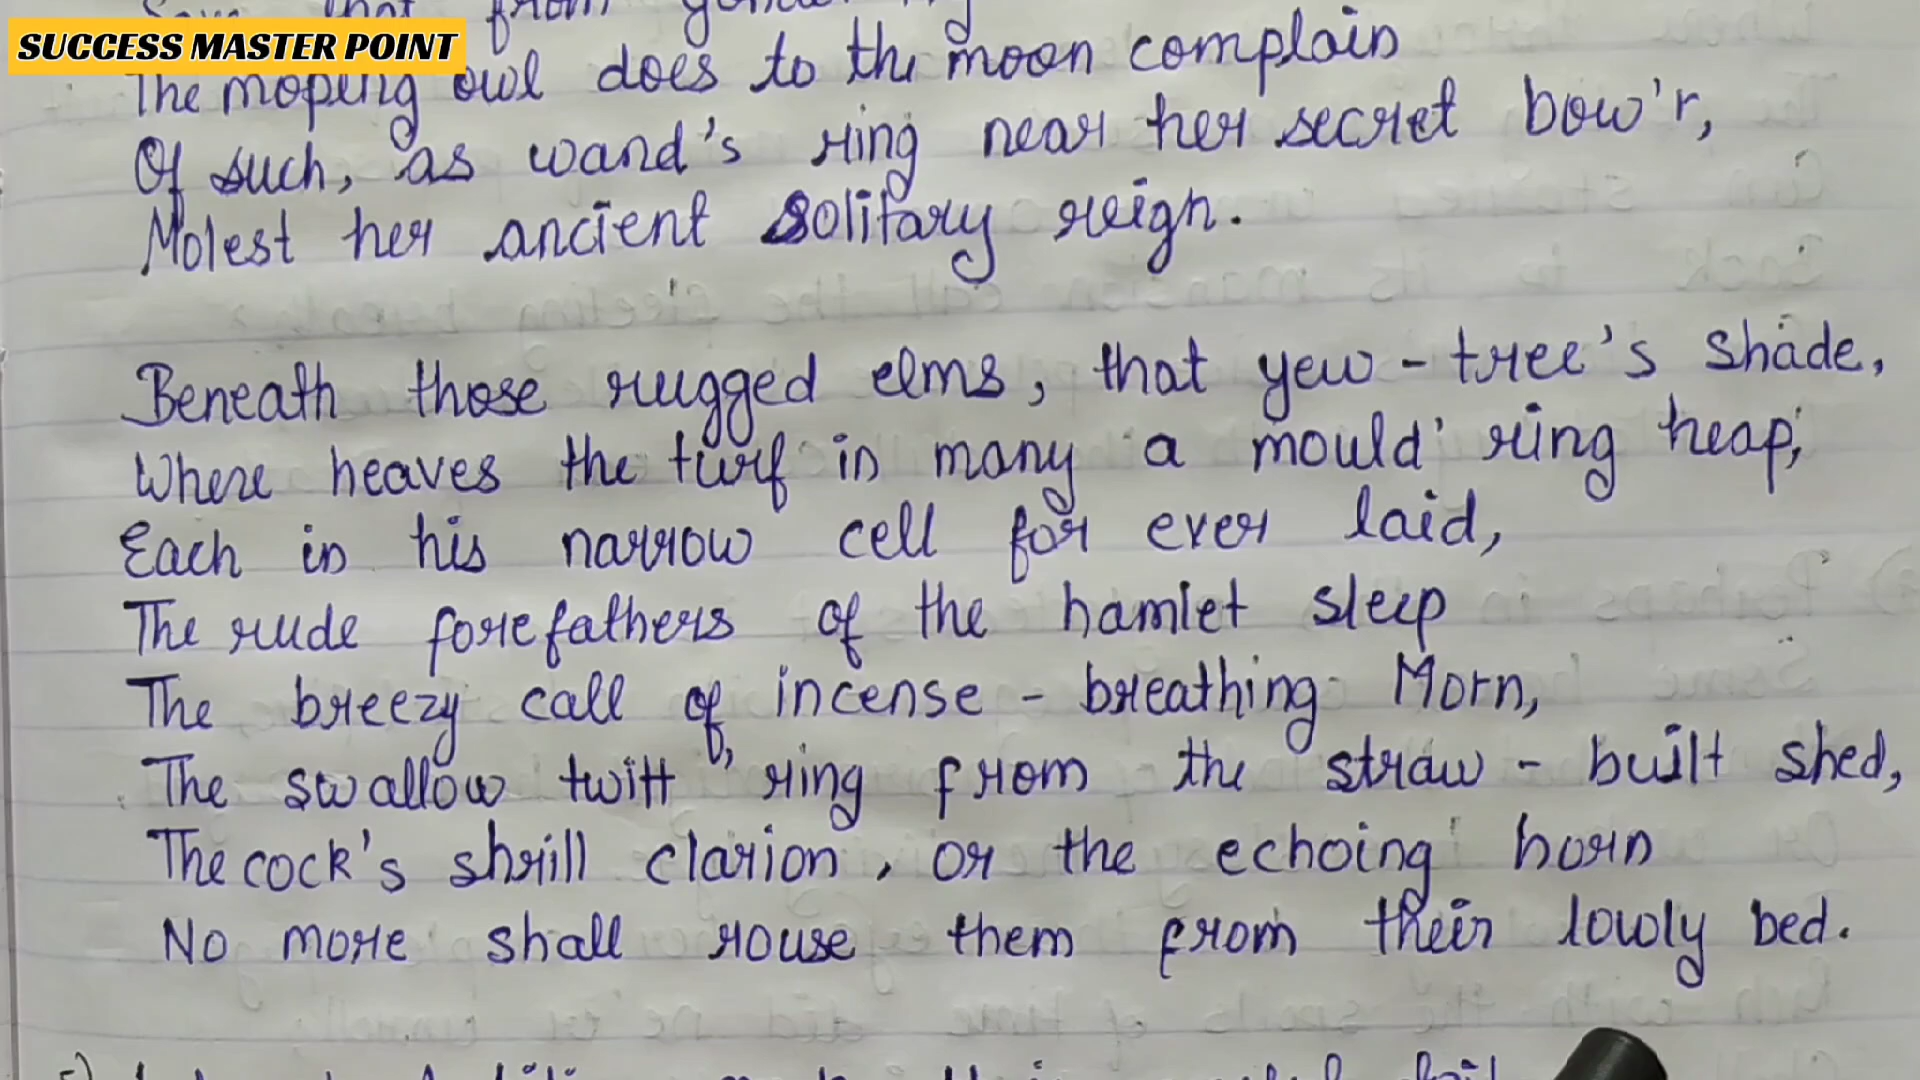 SUCCESS MASTER POINT
The moping owl does to the moon complain
Of such, as wand's ring near her secret bow'r,
Molest her ancient Solitary reign.
Beneath those rugged elms, that yew - tree's Shade,
Where heaves the turf in many a mould' ring heap,
Each in his narrow cell for ever laid,
The rude forefathers of the hamlet sleep
The breezy call of incense - breathing Morn,
The swallow twitt 'ring from the straw - built shed,
The cock's shrill clarion, or the echoing horn
No more shall rouse them from their lowly bed.